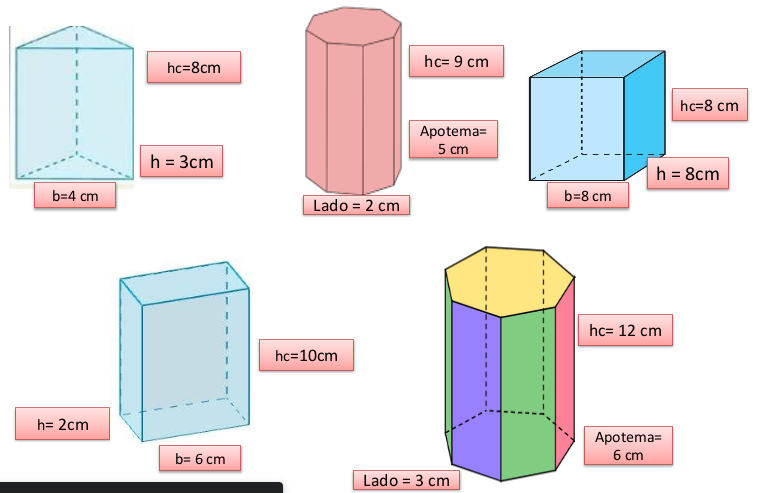 hc=8cm
h = 3cm
b=4 cm
hc= 9 cm
Apotema=
5 cm
Lado = 2 cm
hc=8 cm
h = 8cm
b=8 cm
hc=10cm
h= 2cm
b= 6 cm
hc= 12 cm
Apotema=
6 cm
Lado = 3 cm